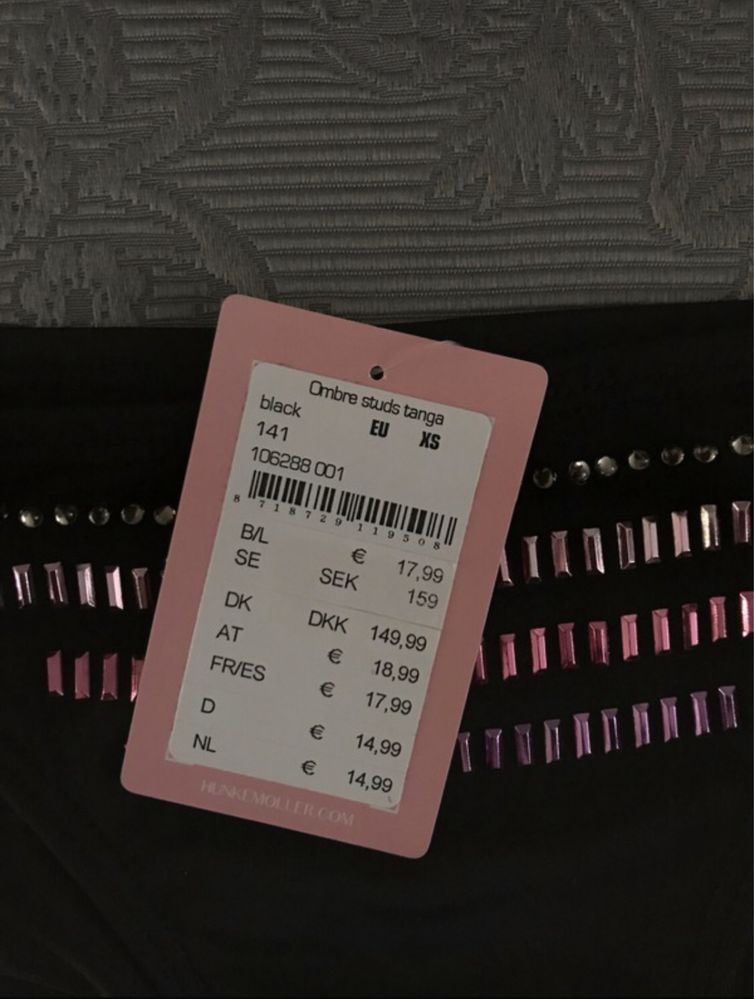 Ombre studs tanga
black EU XS
141
106288 001
8 718729 119508
B/L € 17,99
SE SEK 159
DK DKK 149,99
AT € 18,99
FR/ES € 17,99
D € 14,99
NL € 14,99
HUNKEMOLLER.COM